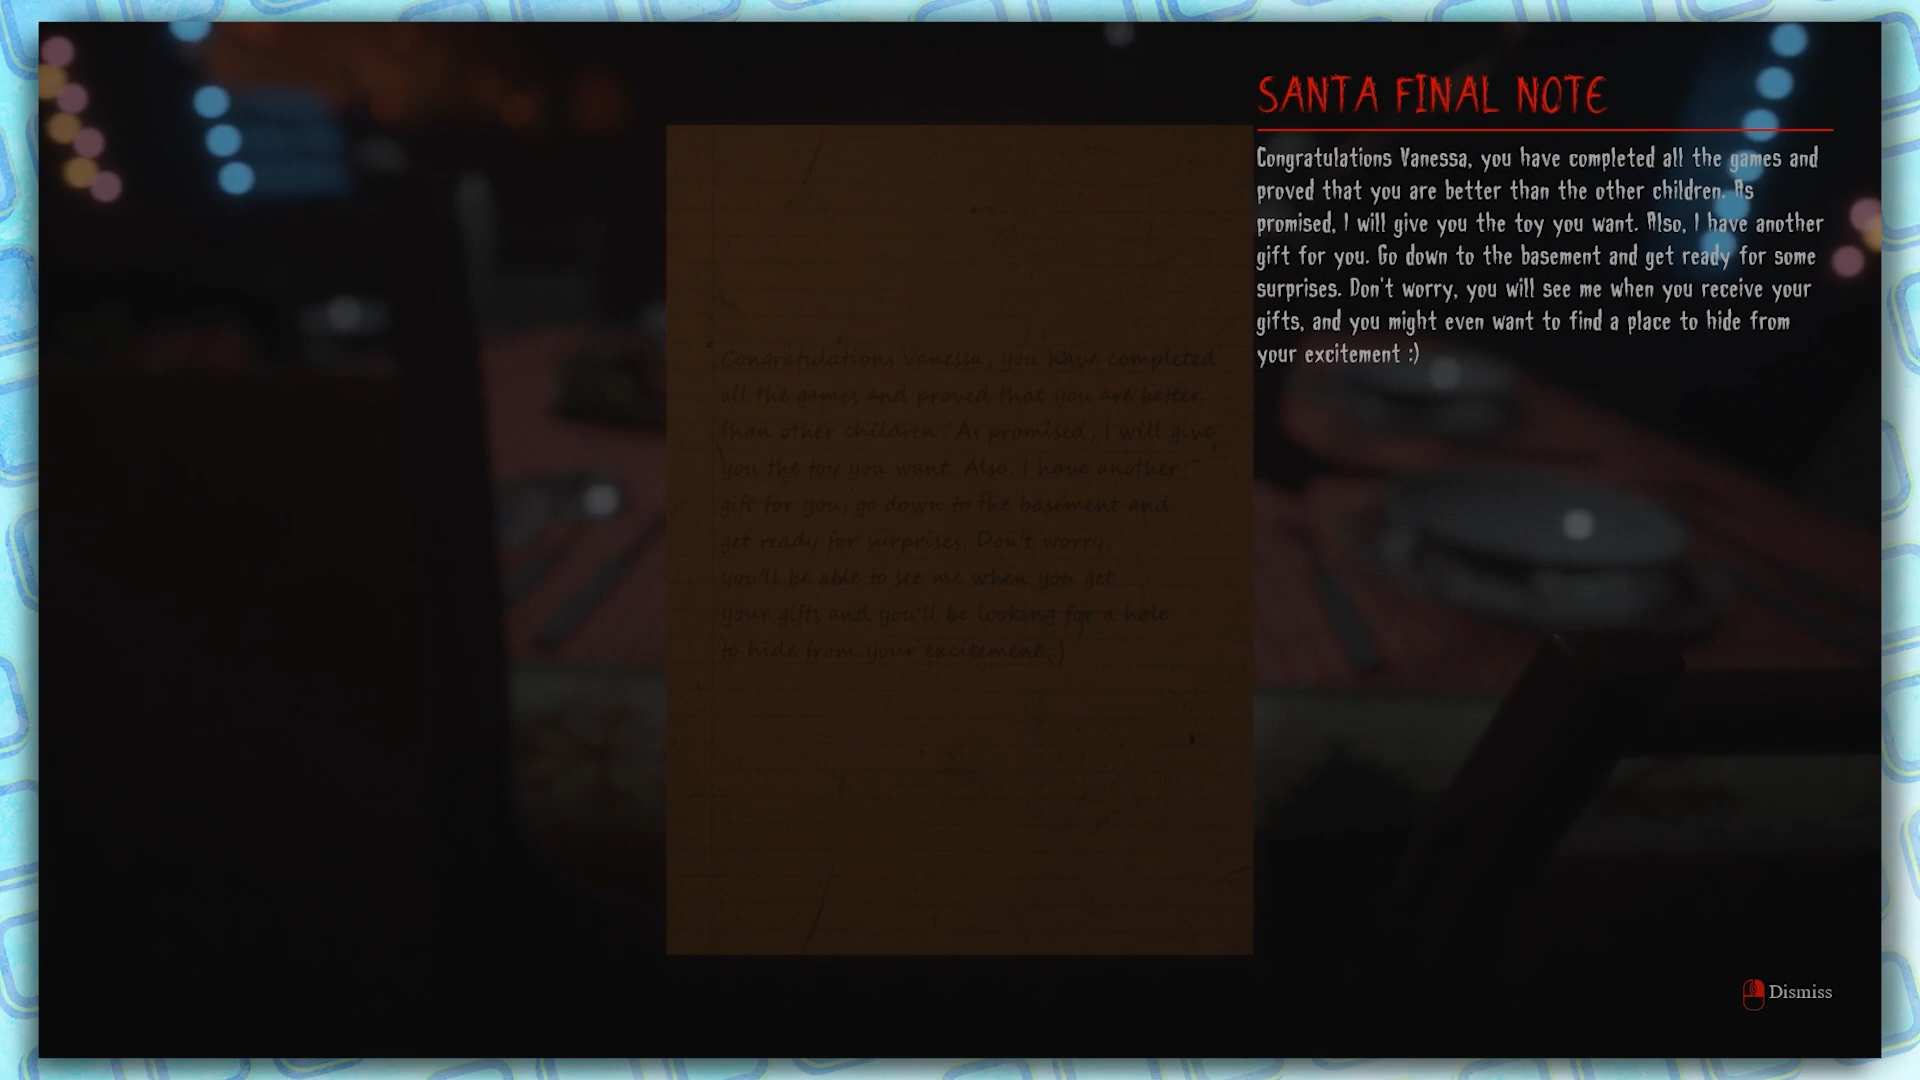 SANTA FINAL NOTE
Congratulations Vanessa, you have completed all the games and
proved that you are better than the other children. As
promised, I will give you the toy you want. Also, I have another
gift for you. Go down to the basement and get ready for some
surprises. Don't worry, you will see me when you receive your
gifts, and you might even want to find a place to hide from
your excitement :)
Congratulations Vanessa, you have completed
all the games and proved that you are better
than other children. As promised, I will give
you the toy you want. Also, I have another
gift for you, go down to the basement and
get ready for surprises. Don't worry,
you'll be able to see me when you get
your gifts and you'll be looking for a hole
to hide from your excitement :)
Dismiss